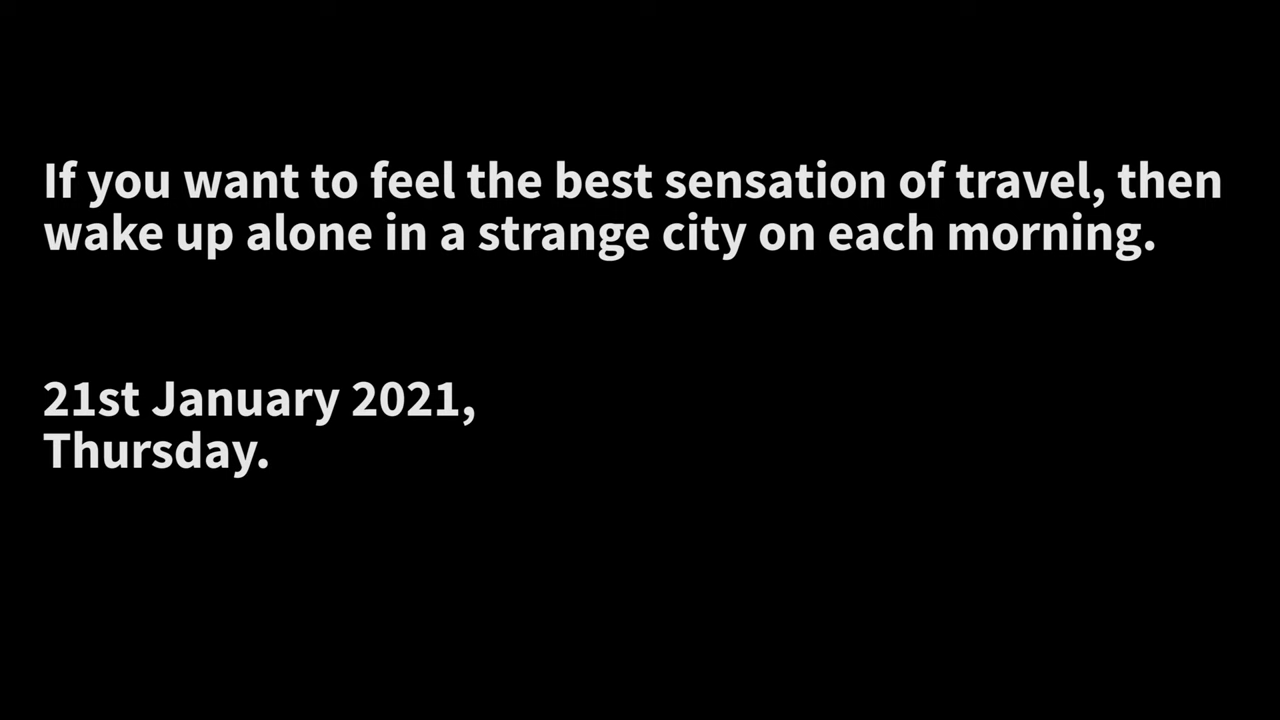 If you want to feel the best sensation of travel, then
wake up alone in a strange city on each morning.
21st January 2021,
Thursday.